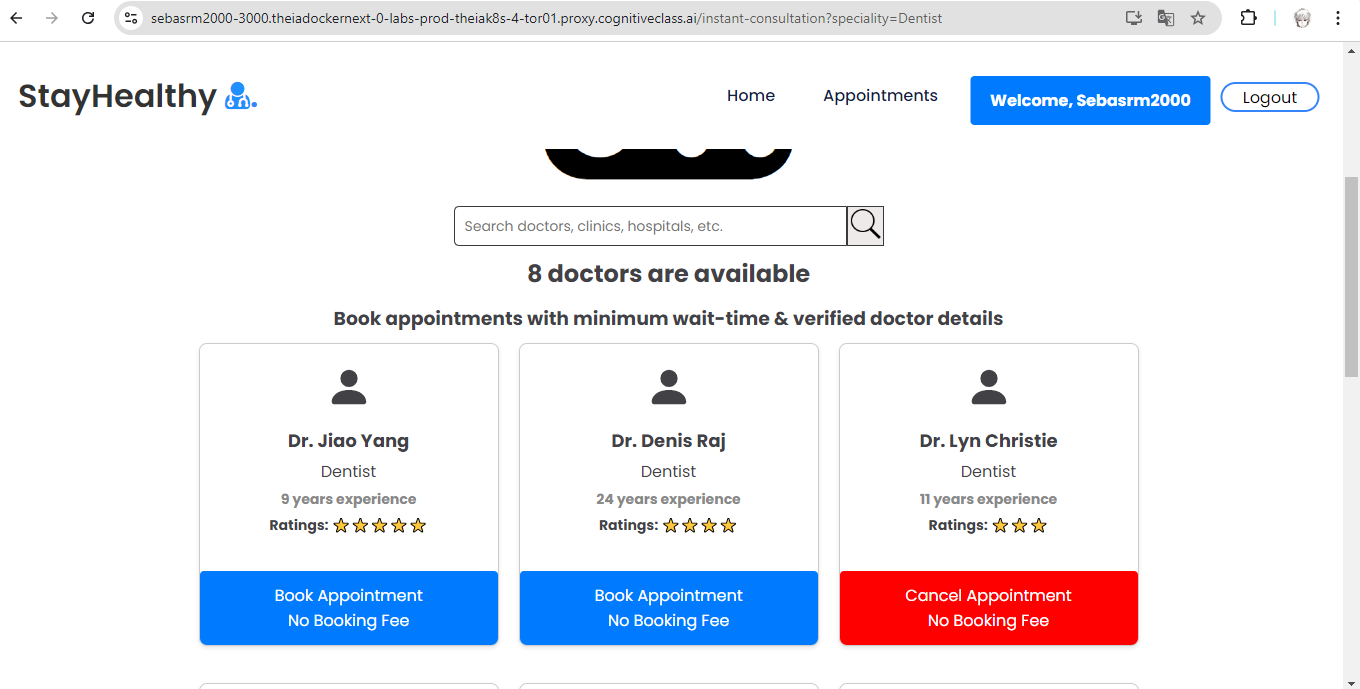 sebasrm2000-3000.theiadockernext-0-labs-prod-theiak8s-4-tor01.proxy.cognitiveclass.ai/instant-consultation?speciality=Dentist
StayHealthy
Home
Appointments
Welcome, Sebasrm2000
Logout
Search doctors, clinics, hospitals, etc.
8 doctors are available
Book appointments with minimum wait-time & verified doctor details
Dr. Jiao Yang
Dentist
9 years experience
Ratings:
Book Appointment
No Booking Fee
Dr. Denis Raj
Dentist
24 years experience
Ratings:
Book Appointment
No Booking Fee
Dr. Lyn Christie
Dentist
11 years experience
Ratings:
Cancel Appointment
No Booking Fee